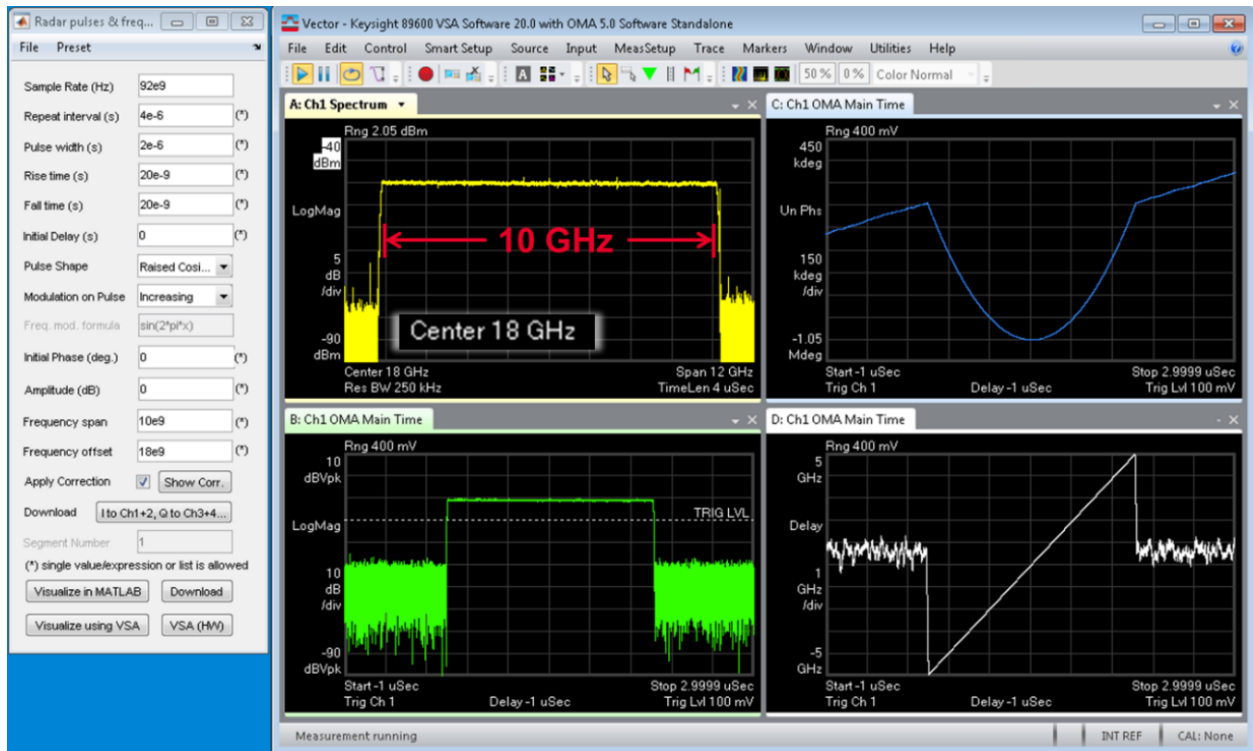 Radar pulses & freq...
File Preset
Sample Rate (Hz) 92e9
Repeat interval (s) 4e-6 (*)
Pulse width (s) 2e-6 (*)
Rise time (s) 20e-9 (*)
Fall time (s) 20e-9 (*)
Initial Delay (s) 0 (*)
Pulse Shape Raised Cosi...
Modulation on Pulse Increasing
Freq. mod. formula sin(2*pi*x)
Initial Phase (deg.) 0 (*)
Amplitude (dB) 0 (*)
Frequency span 10e9 (*)
Frequency offset 18e9 (*)
Apply Correction Show Corr.
Download I to Ch1+2, Q to Ch3+4...
Segment Number 1
(*) single value/expression or list is allowed
Visualize in MATLAB Download
Visualize using VSA VSA (HW)
Vector - Keysight 89600 VSA Software 20.0 with OMA 5.0 Software Standalone
File Edit Control Smart Setup Source Input MeasSetup Trace Markers Window Utilities Help
A 50 % 0 % Color Normal
A: Ch1 Spectrum
Rng 2.05 dBm
-40
dBm
LogMag
10 GHz
5
dB
/div
Center 18 GHz
-90
dBm
Center 18 GHz Span 12 GHz
Res BW 250 kHz TimeLen 4 uSec
C: Ch1 OMA Main Time
Rng 400 mV
450
kdeg
Un Phs
150
kdeg
/div
-1.05
Mdeg
Start -1 uSec Stop 2.9999 uSec
Trig Ch 1 Delay -1 uSec Trig Lvl 100 mV
B: Ch1 OMA Main Time
Rng 400 mV
10
dBVpk
TRIG LVL
LogMag
10
dB
/div
-90
dBVpk
Start -1 uSec Stop 2.9999 uSec
Trig Ch 1 Delay -1 uSec Trig Lvl 100 mV
D: Ch1 OMA Main Time
Rng 400 mV
5
GHz
Delay
1
GHz
/div
-5
GHz
Start -1 uSec Stop 2.9999 uSec
Trig Ch 1 Delay -1 uSec Trig Lvl 100 mV
Measurement running INT REF CAL: None